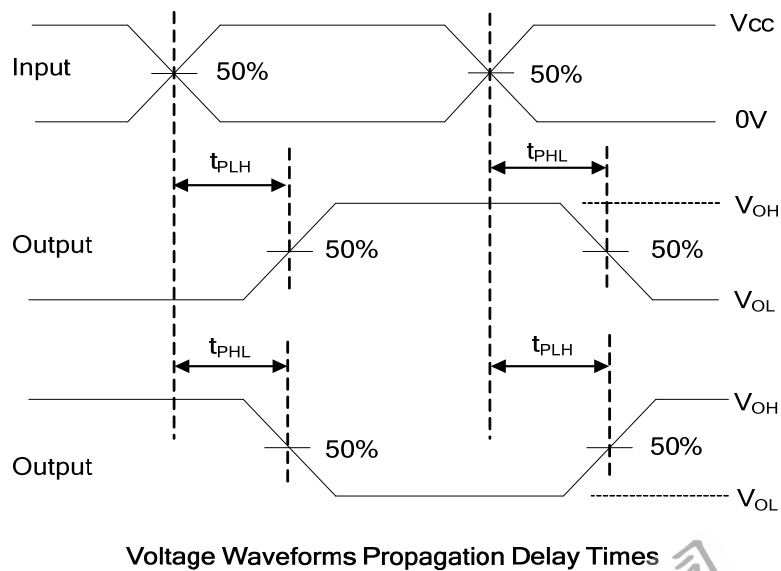 Vcc
Input
50%
50%
0V
tPLH
tPHL
VOH
Output
50%
50%
VOL
tPHL
tPLH
VOH
50%
50%
Output
VOL
Voltage Waveforms Propagation Delay Times